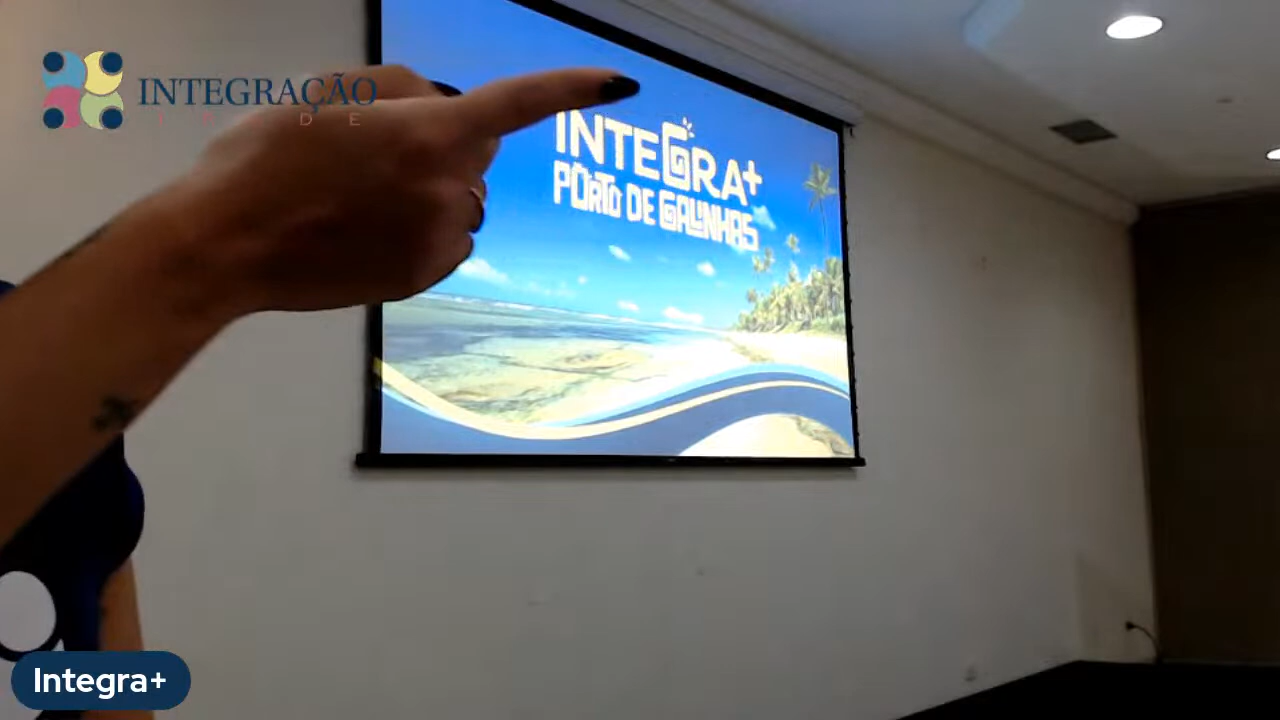 INTEGRAÇÃO
INTEGRA+
PORTO DE GALINHAS
Integra+